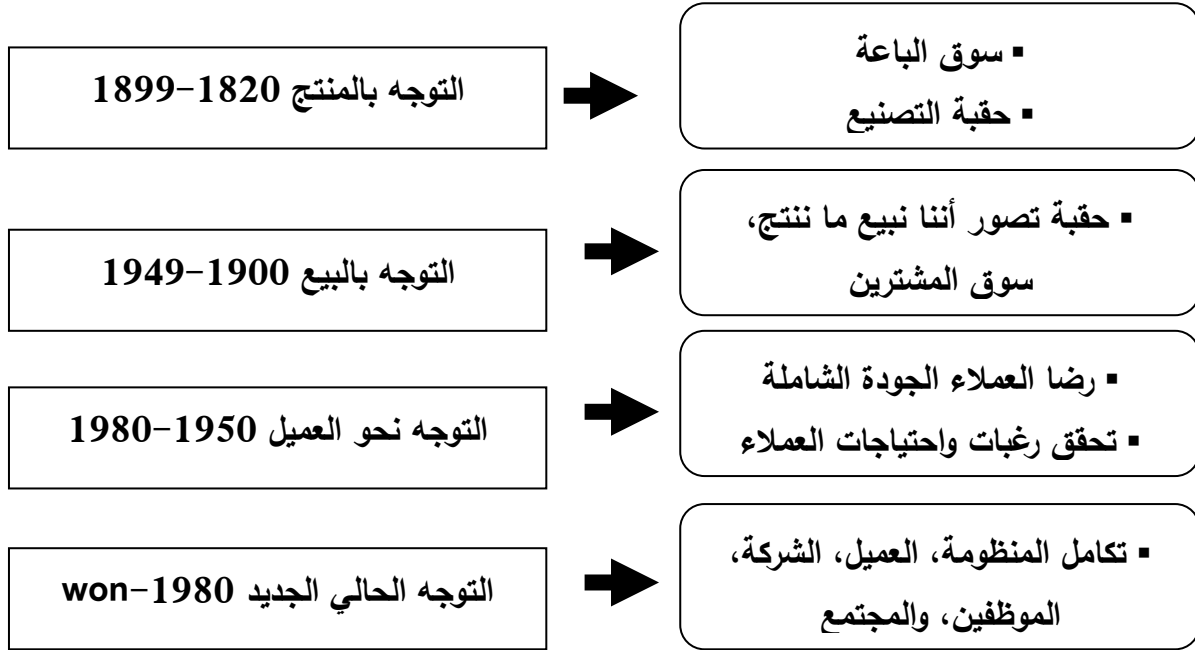 التوجه بالمنتج 1820-1899
▪ سوق الباعة
▪ حقبة التصنيع
التوجه بالبيع 1900-1949
▪ حقبة تصور أننا نبيع ما ننتج،
سوق المشترين
التوجه نحو العميل 1950-1980
▪ رضا العملاء الجودة الشاملة
▪ تحقق رغبات واحتياجات العملاء
التوجه الحالي الجديد 1980-won
▪ تكامل المنظومة، العميل، الشركة،
الموظفين، والمجتمع